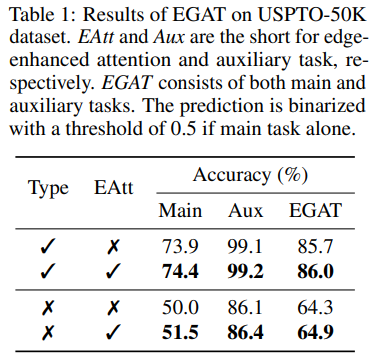 Table 1: Results of EGAT on USPTO-50K
dataset. EAtt and Aux are the short for edge-
enhanced attention and auxiliary task, re-
spectively. EGAT consists of both main and
auxiliary tasks. The prediction is binarized
with a threshold of 0.5 if main task alone.
Type EAtt Accuracy (%)
Main Aux EGAT
✓ ✗ 73.9 99.1 85.7
✓ ✓ 74.4 99.2 86.0
✗ ✗ 50.0 86.1 64.3
✗ ✓ 51.5 86.4 64.9